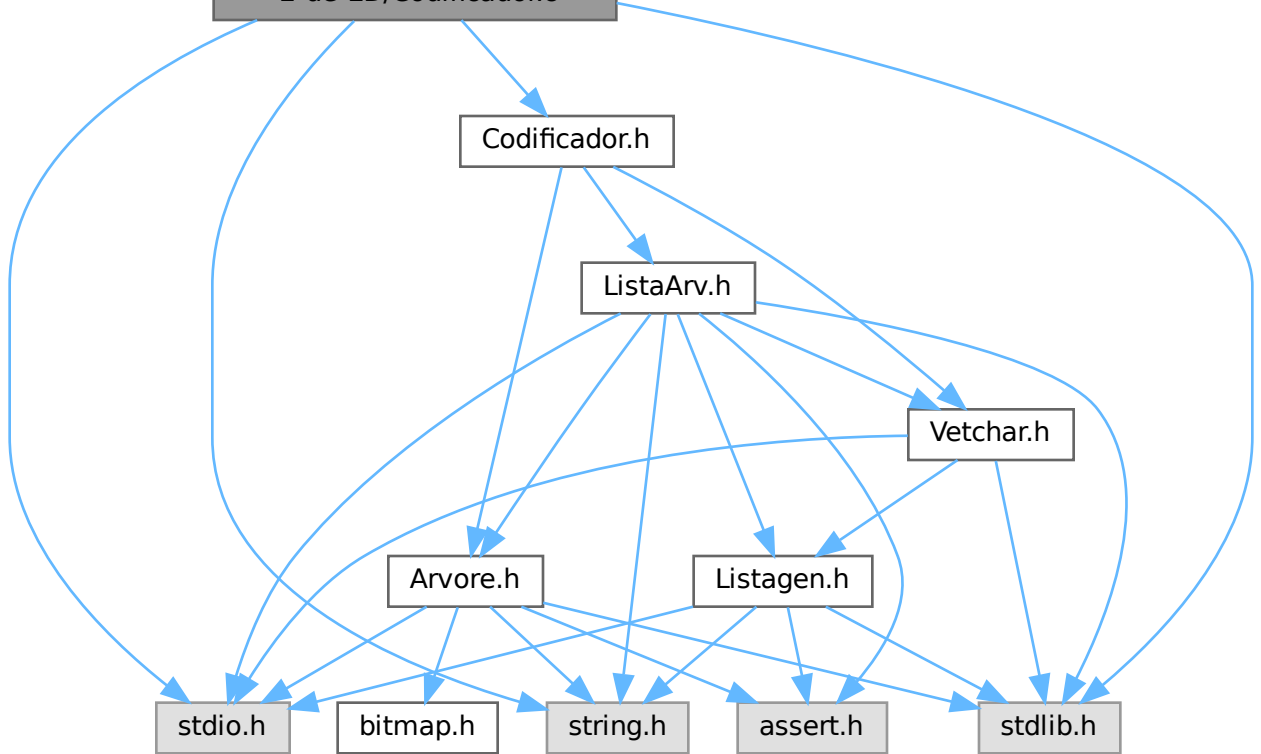 Codificador.h
ListaArv.h
Vetchar.h
Arvore.h
Listagen.h
stdio.h
bitmap.h
string.h
assert.h
stdlib.h